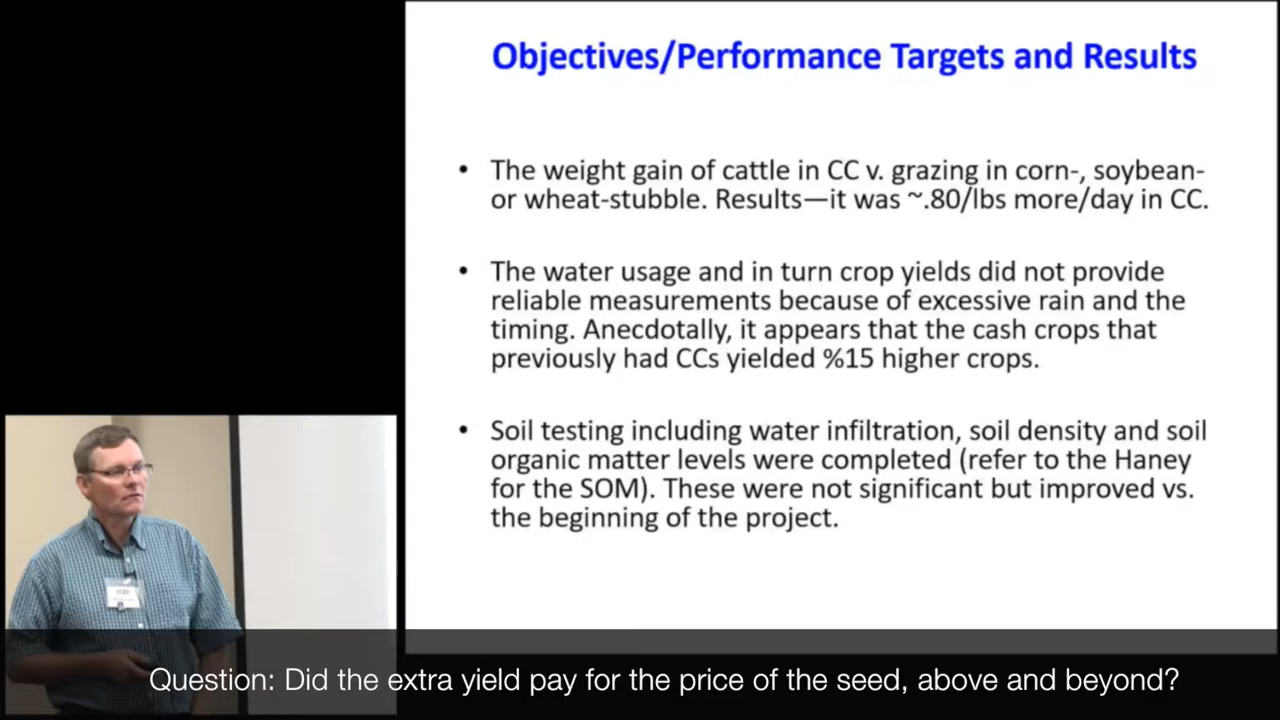 Objectives/Performance Targets and Results
• The weight gain of cattle in CC v. grazing in corn-, soybean-
or wheat-stubble. Results—it was ~.80/lbs more/day in CC.
• The water usage and in turn crop yields did not provide
reliable measurements because of excessive rain and the
timing. Anecdotally, it appears that the cash crops that
previously had CCs yielded %15 higher crops.
• Soil testing including water infiltration, soil density and soil
organic matter levels were completed (refer to the Haney
for the SOM). These were not significant but improved vs.
the beginning of the project.
Question: Did the extra yield pay for the price of the seed, above and beyond?